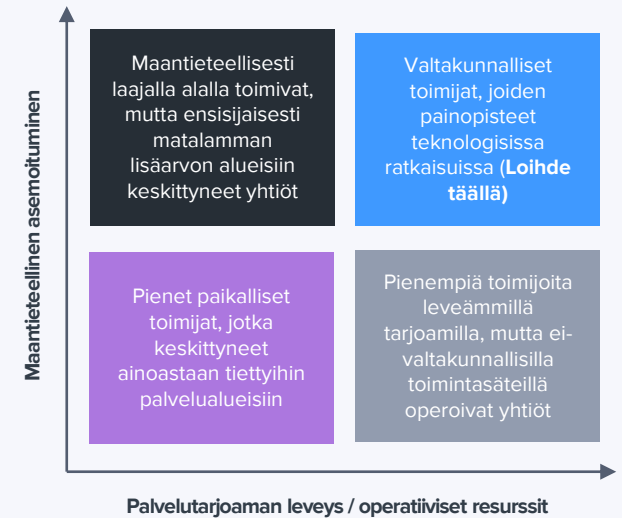 Maantieteellinen asemoituminen
Maantieteellisesti
laajalla alalla toimivat,
mutta ensisijaisesti
matalamman
lisäarvon alueisiin
keskittyneet yhtiöt
Valtakunnalliset
toimijat, joiden
painopisteet
teknologisissa
ratkaisuissa (Loihde
täällä)
Pienet paikalliset
toimijat, jotka
keskittyneet
ainoastaan tiettyihin
palvelualueisiin
Pienempiä toimijoita
leveämmillä
tarjoamilla, mutta ei-
valtakunnallisilla
toimintasäteillä
operoivat yhtiöt
Palvelutarjoaman leveys / operatiiviset resurssit